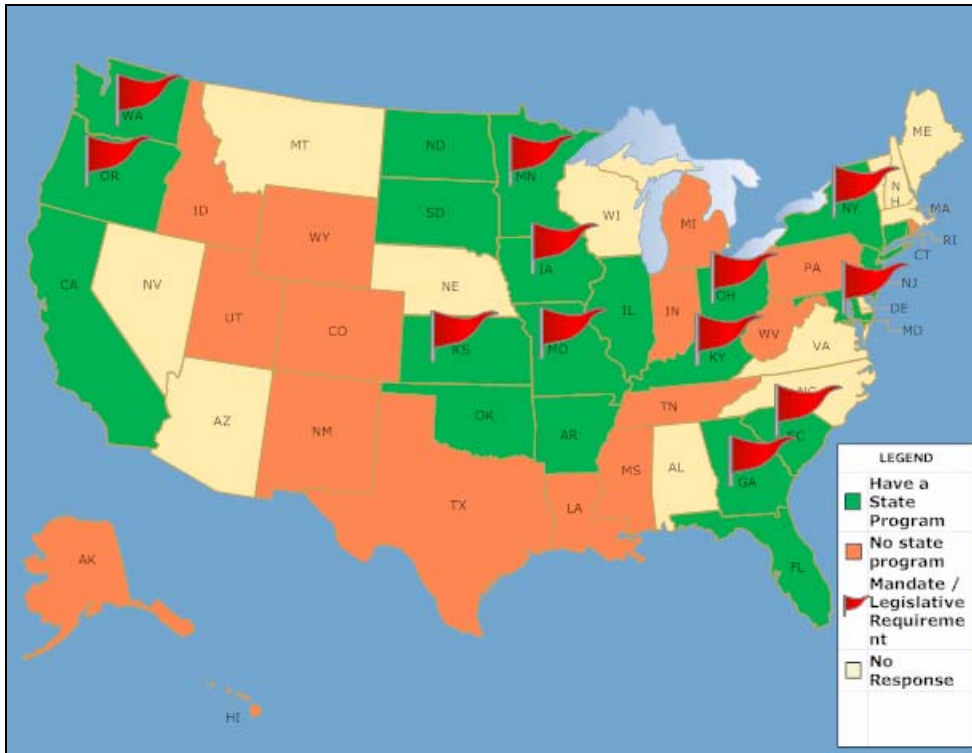 WA
MT
ND
MN
ME
OR
ID
SD
WI
NY
N
H
MA
WY
MI
RI
CT
IA
PA
CA
NV
NE
IL
IN
OH
NJ
UT
CO
DE
KS
MO
KY
WV
VA
MD
NC
AZ
NM
OK
AR
TN
SC
MS
AL
GA
TX
LA
FL
AK
HI
LEGEND
Have a
State
Program
No state
program
Mandate /
Legislative
Requireme
nt
No
Response